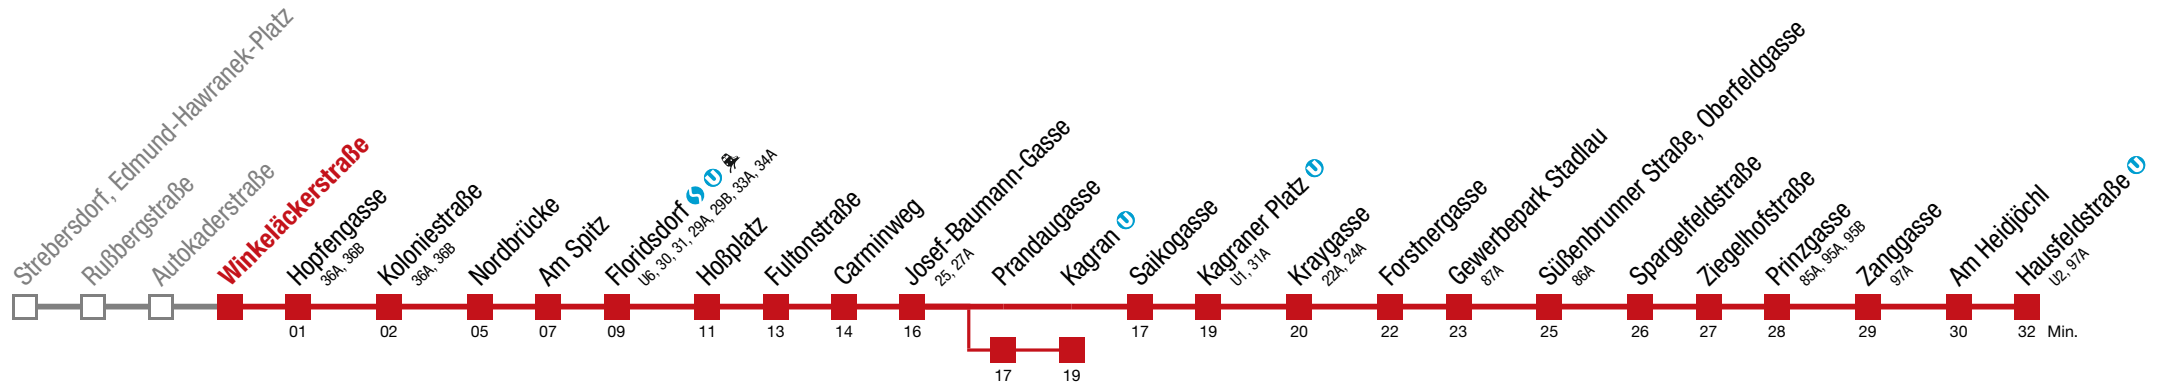 Strebersdorf, Edmund-Hawranek-Platz
Rußbergstraße
Autokaderstraße
Winkeläckerstraße
Hopfengasse
36A, 36B
Koloniestraße
36A, 36B
Nordbrücke
Am Spitz
Floridsdorf S U
U6, 30, 31, 29A, 29B, 33A, 34A
Hoßplatz
Fultonstraße
Carminweg
Josef-Baumann-Gasse
25, 27A
Prandaugasse
Kagran U
Saikogasse
Kagraner Platz U
U1, 31A
Kraygasse
22A, 24A
Forstnergasse
Gewerbepark Stadlau
87A
Süßenbrunner Straße, Oberfeldgasse
86A
Spargelfeldstraße
Ziegelhofstraße
Prinzgasse
85A, 95A, 95B
Zanggasse
97A
Am Heidjöchl
Hausfeldstraße U
U2, 97A
01 02 05 07 09 11 13 14 16 17 19 20 22 23 25 26 27 28 29 30 32 Min.
17 19